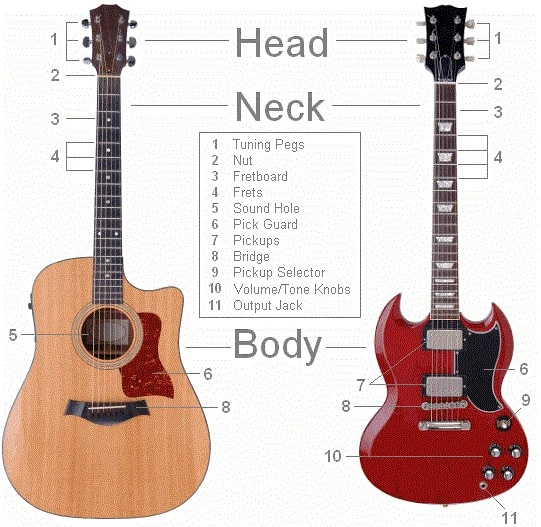 Head
1
1
2
2
Neck
3
3
4
4
1 Tuning Pegs
2 Nut
3 Fretboard
4 Frets
5 Sound Hole
6 Pick Guard
7 Pickups
8 Bridge
9 Pickup Selector
10 Volume/Tone Knobs
11 Output Jack
Body
5
6
6
7
8
8
9
10
11